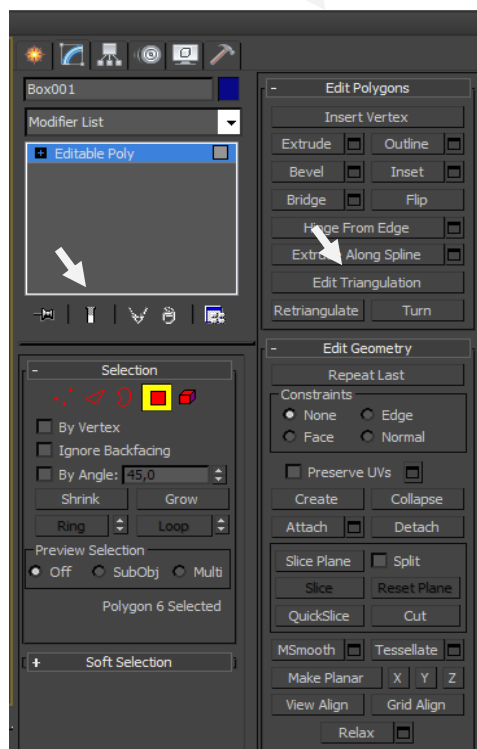 Box001
Modifier List
Editable Poly
Selection
By Vertex
Ignore Backfacing
By Angle: 45,0
Shrink Grow
Ring Loop
Preview Selection
Off SubObj Multi
Polygon 6 Selected
Soft Selection
Edit Polygons
Insert Vertex
Extrude Outline
Bevel Inset
Bridge Flip
Hinge From Edge
Extrude Along Spline
Edit Triangulation
Retriangulate Turn
Edit Geometry
Repeat Last
Constraints
None Edge
Face Normal
Preserve UVs
Create Collapse
Attach Detach
Slice Plane Split
Slice Reset Plane
QuickSlice Cut
MSmooth Tessellate
Make Planar X Y Z
View Align Grid Align
Relax